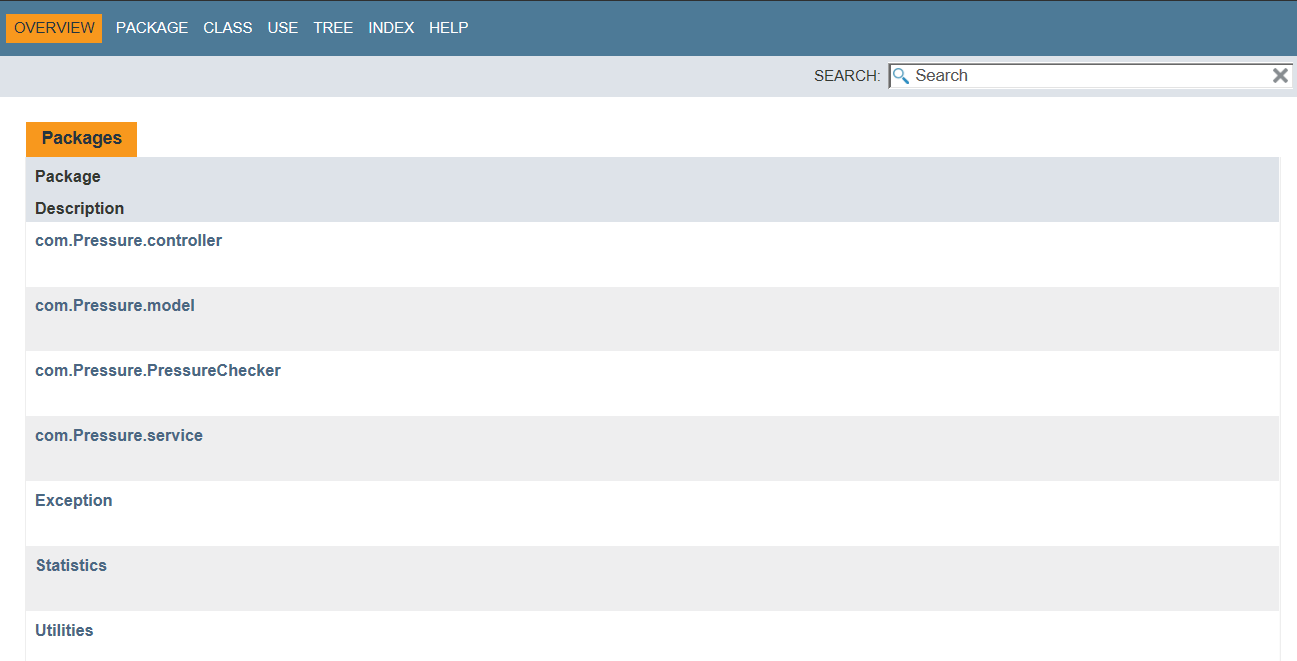 OVERVIEW PACKAGE CLASS USE TREE INDEX HELP
SEARCH: Search
Packages
Package
Description
com.Pressure.controller
com.Pressure.model
com.Pressure.PressureChecker
com.Pressure.service
Exception
Statistics
Utilities